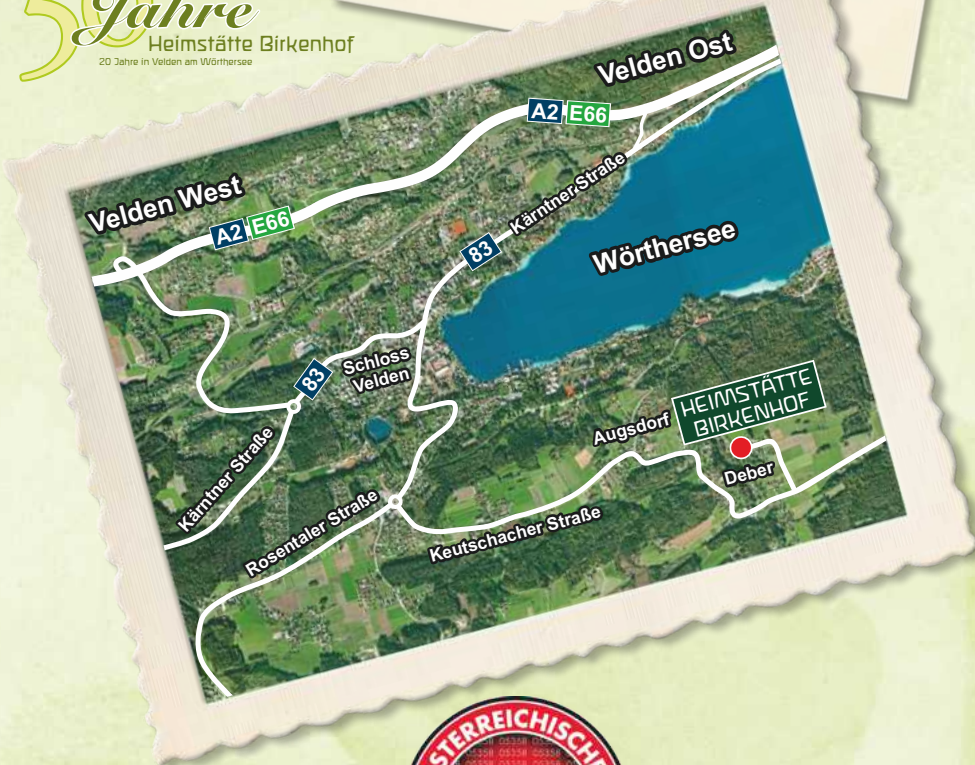 Jahre
Heimstätte Birkenhof
20 Jahre in Velden am Wörthersee
Velden Ost
A2 E66
Velden West
A2 E66
Kärntner Straße
83
Wörthersee
83
Schloss
Velden
HEIMSTÄTTE
BIRKENHOF
Augsdorf
Deber
Kärntner Straße
Rosentaler Straße
Keutschacher Straße
STERREICHISCHE